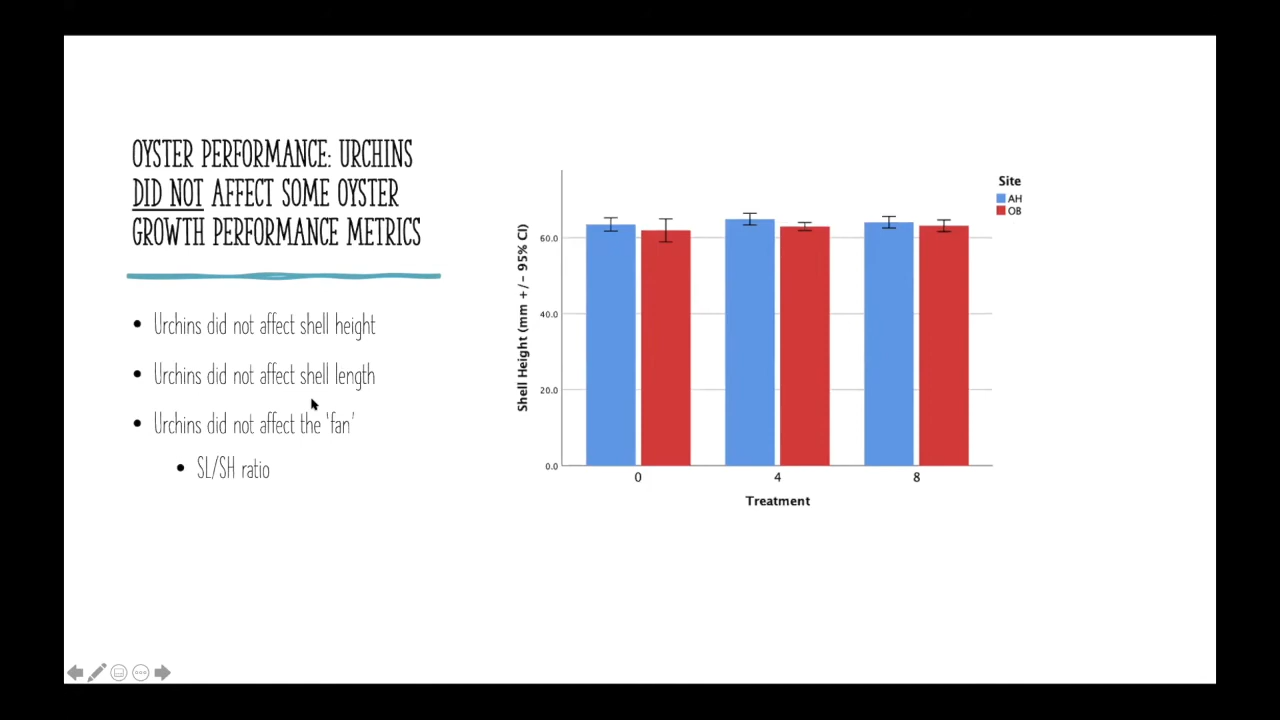 OYSTER PERFORMANCE: URCHINS
DID NOT AFFECT SOME OYSTER
GROWTH PERFORMANCE METRICS
• Urchins did not affect shell height
• Urchins did not affect shell length
• Urchins did not affect the 'fan'
• SL/SH ratio
Shell Height (mm +/- 95% CI)
60.0
40.0
20.0
0.0
0 4 8
Treatment
Site
AH
OB